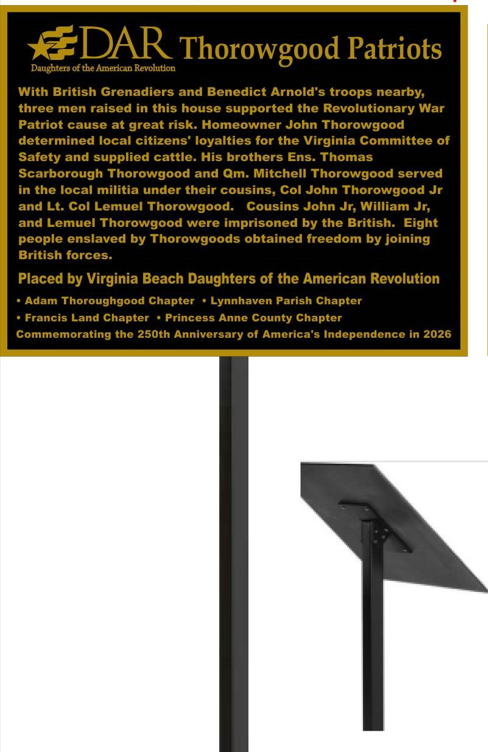 DAR Thorowgood Patriots
Daughters of the American Revolution
With British Grenadiers and Benedict Arnold's troops nearby,
three men raised in this house supported the Revolutionary War
Patriot cause at great risk. Homeowner John Thorowgood
determined local citizens' loyalties for the Virginia Committee of
Safety and supplied cattle. His brothers Ens. Thomas
Scarborough Thorowgood and Qm. Mitchell Thorowgood served
in the local militia under their cousins, Col John Thorowgood Jr
and Lt. Col Lemuel Thorowgood. Cousins John Jr, William Jr,
and Lemuel Thorowgood were imprisoned by the British. Eight
people enslaved by Thorowgoods obtained freedom by joining
British forces.
Placed by Virginia Beach Daughters of the American Revolution
• Adam Thoroughgood Chapter • Lynnhaven Parish Chapter
• Francis Land Chapter • Princess Anne County Chapter
Commemorating the 250th Anniversary of America's Independence in 2026